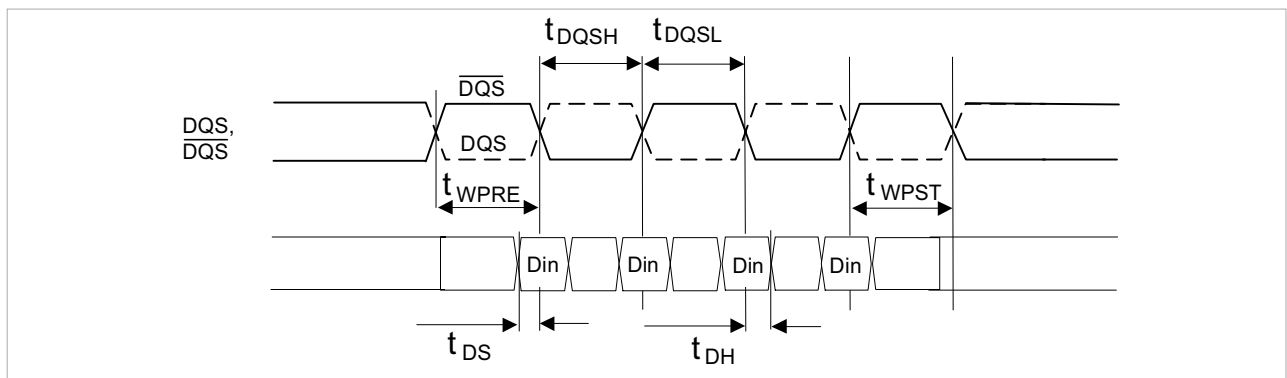 tDQSH tDQSL
DQS
DQS,
DQS
DQS
tWPRE
tWPST
Din Din Din Din
tDS
tDH